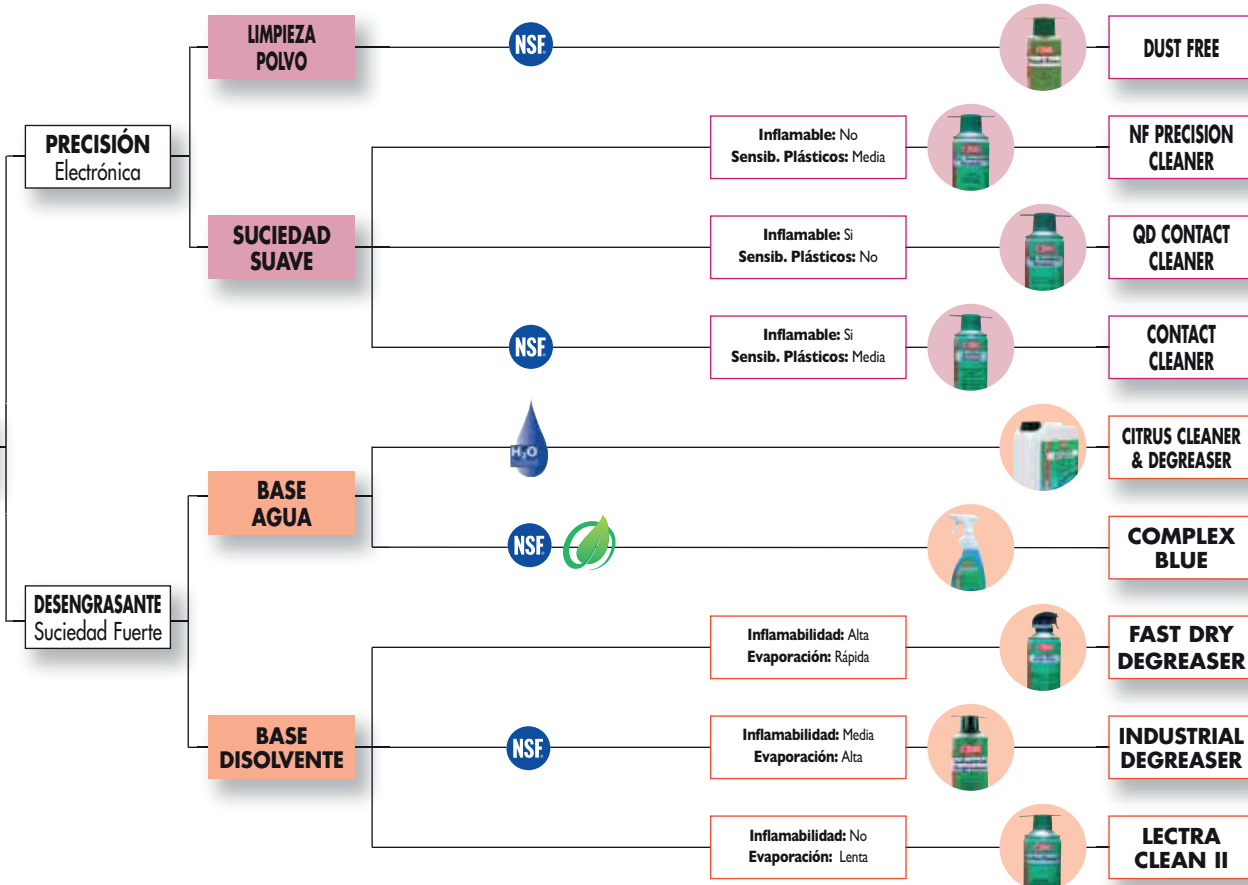 LIMPIEZA
POLVO
NSF
DUST FREE
PRECISIÓN
Electrónica
Inflamable: No
Sensib. Plásticos: Media
NF PRECISION
CLEANER
SUCIEDAD
SUAVE
Inflamable: Si
Sensib. Plásticos: No
QD CONTACT
CLEANER
NSF
Inflamable: Si
Sensib. Plásticos: Media
CONTACT
CLEANER
H₂O
CITRUS CLEANER
& DEGREASER
BASE
AGUA
NSF
COMPLEX
BLUE
DESENGRASANTE
Suciedad Fuerte
Inflamabilidad: Alta
Evaporación: Rápida
FAST DRY
DEGREASER
BASE
DISOLVENTE
NSF
Inflamabilidad: Media
Evaporación: Alta
INDUSTRIAL
DEGREASER
Inflamabilidad: No
Evaporación: Lenta
LECTRA
CLEAN II